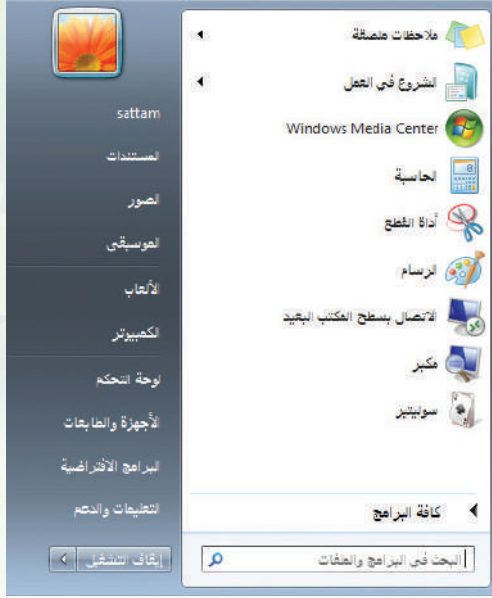 ملاحظات ملصقة
الشروع في العمل
Windows Media Center
الحاسبة
أداة القطع
الرسام
الاتصال بسطح المكتب البعيد
مكبر
سوليتير
كافة البرامج
البحث في البرامج والملفات
sattam
المستندات
الصور
الموسيقى
الألعاب
الكمبيوتر
لوحة التحكم
الأجهزة والطابعات
البرامج الافتراضية
التعليمات والدعم
إيقاف التشغيل